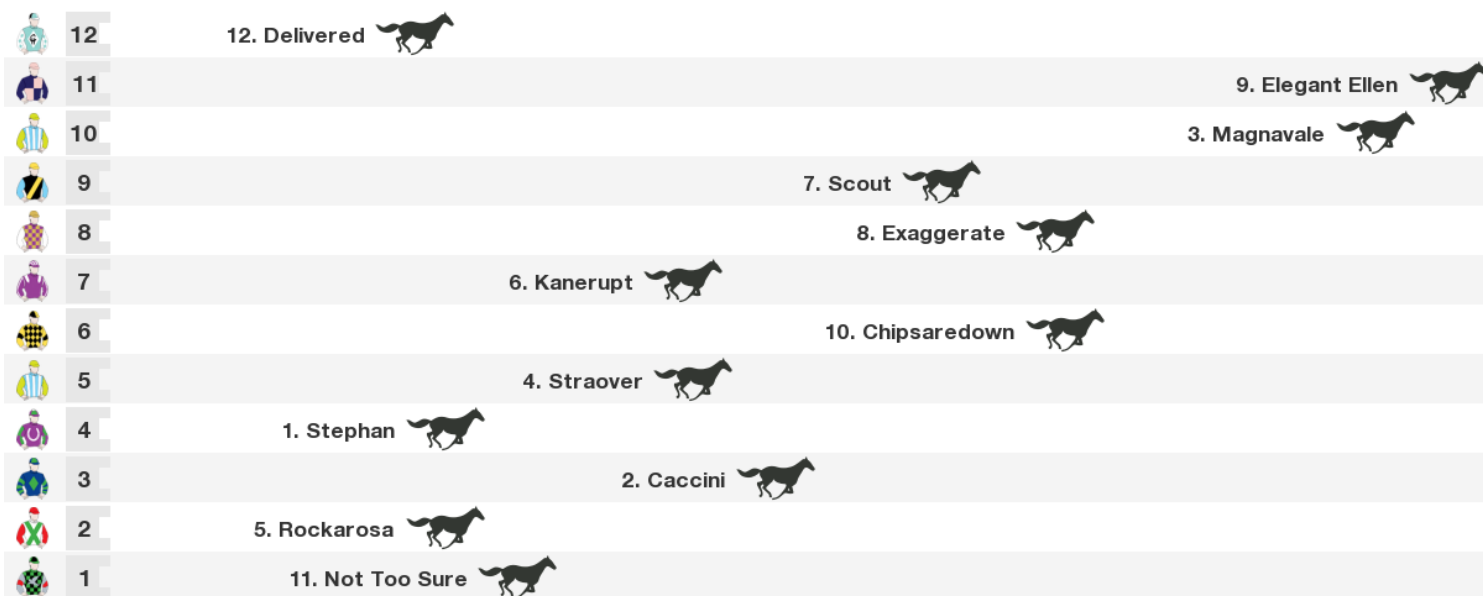 12 12. Delivered
11 9. Elegant Ellen
10 3. Magnavale
9 7. Scout
8 8. Exaggerate
7 6. Kanerupt
6 10. Chipsaredown
5 4. Straover
4 1. Stephan
3 2. Caccini
2 5. Rockarosa
1 11. Not Too Sure